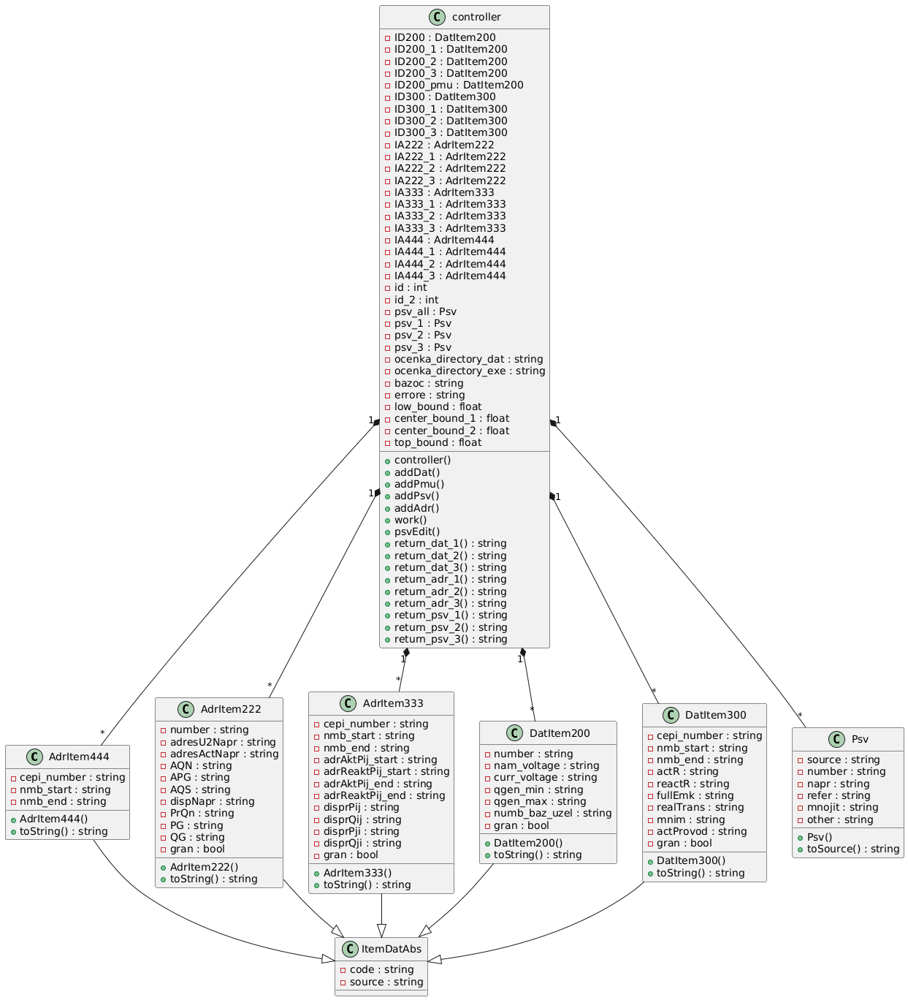 C controller
ID200 : DatItem200
ID200_1 : DatItem200
ID200_2 : DatItem200
ID200_3 : DatItem200
ID200_pmu : DatItem200
ID300 : DatItem300
ID300_1 : DatItem300
ID300_2 : DatItem300
ID300_3 : DatItem300
IA222 : AdrItem222
IA222_1 : AdrItem222
IA222_2 : AdrItem222
IA222_3 : AdrItem222
IA333 : AdrItem333
IA333_1 : AdrItem333
IA333_2 : AdrItem333
IA333_3 : AdrItem333
IA444 : AdrItem444
IA444_1 : AdrItem444
IA444_2 : AdrItem444
IA444_3 : AdrItem444
id : int
id_2 : int
psv_all : Psv
psv_1 : Psv
psv_2 : Psv
psv_3 : Psv
ocenka_directory_dat : string
ocenka_directory_exe : string
bazoc : string
errore : string
low_bound : float
center_bound_1 : float
center_bound_2 : float
top_bound : float
controller()
addDat()
addPmu()
addPsv()
addAdr()
work()
psvEdit()
return_dat_1() : string
return_dat_2() : string
return_dat_3() : string
return_adr_1() : string
return_adr_2() : string
return_adr_3() : string
return_psv_1() : string
return_psv_2() : string
return_psv_3() : string
1
1
1
1
1
1
*
*
*
*
*
*
C AdrItem444
cepi_number : string
nmb_start : string
nmb_end : string
AdrItem444()
toString() : string
C AdrItem222
number : string
adresU2Napr : string
adresActNapr : string
AQN : string
APG : string
AQS : string
dispNapr : string
PrQn : string
PG : string
QG : string
gran : bool
AdrItem222()
toString() : string
C AdrItem333
cepi_number : string
nmb_start : string
nmb_end : string
adrAktPij_start : string
adrReaktPij_start : string
adrAktPij_end : string
adrReaktPij_end : string
disprPij : string
disprQij : string
disprPji : string
disprQji : string
gran : bool
AdrItem333()
toString() : string
C DatItem200
number : string
nam_voltage : string
curr_voltage : string
qgen_min : string
qgen_max : string
numb_baz_uzel : string
gran : bool
DatItem200()
toString() : string
C DatItem300
cepi_number : string
nmb_start : string
nmb_end : string
actR : string
reactR : string
fullEmk : string
realTrans : string
mnim : string
actProvod : string
gran : bool
DatItem300()
toString() : string
C Psv
source : string
number : string
napr : string
refer : string
mnojit : string
other : string
Psv()
toSource() : string
C ItemDatAbs
code : string
source : string